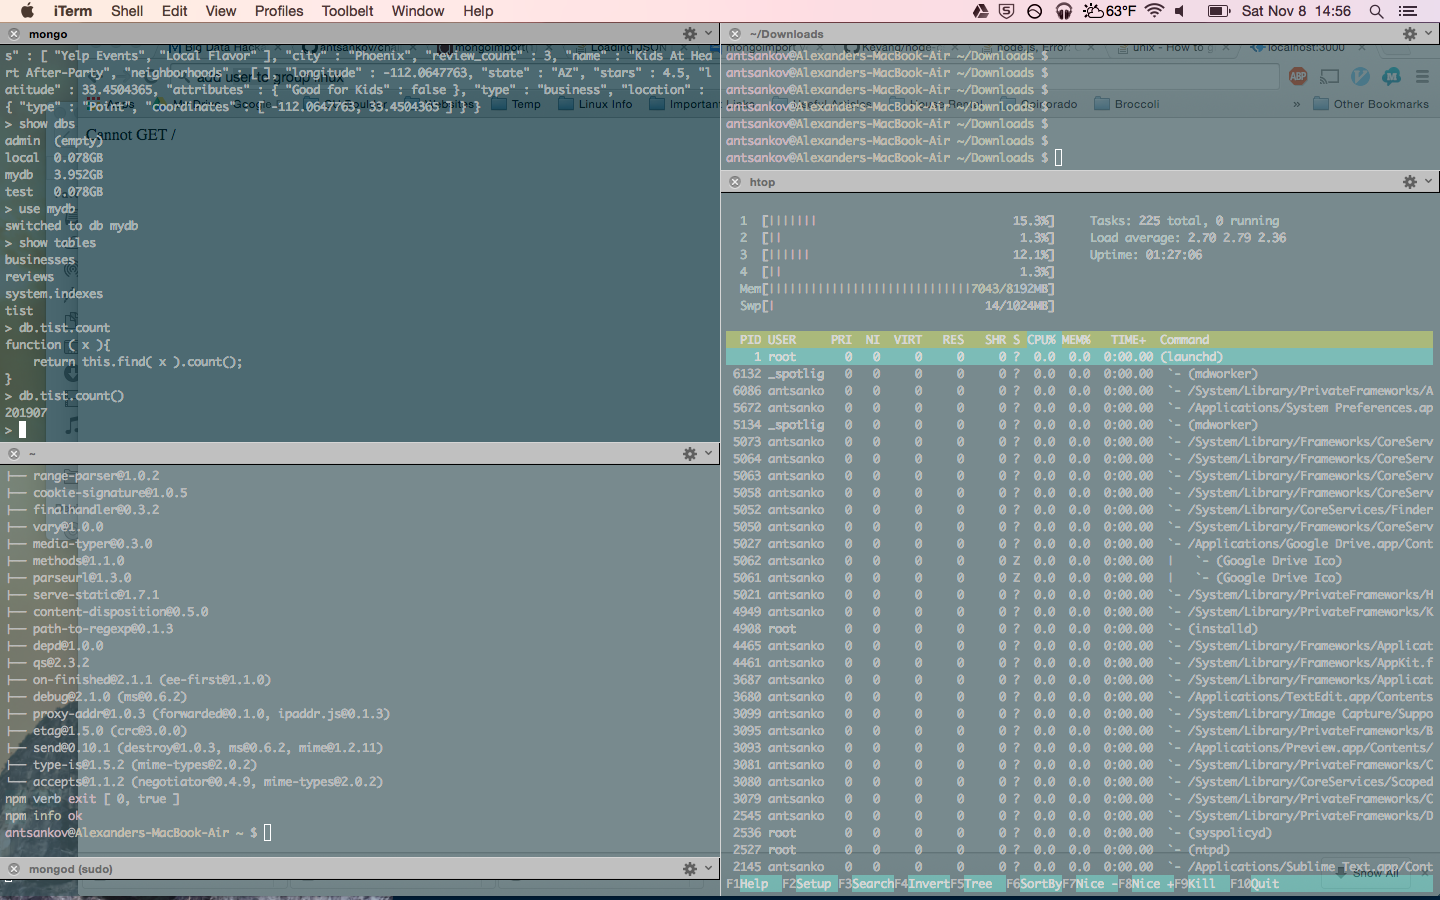 iTerm Shell Edit View Profiles Toolbelt Window Help 63°F Sat Nov 8 14:56
mongo
s" : [ "Yelp Events", "Local Flavor" ], "city" : "Phoenix", "review_count" : 3, "name" : "Kids At Hea
rt After-Party", "neighborhoods" : [ ], "longitude" : -112.0647763, "state" : "AZ", "stars" : 4.5, "l
atitude" : 33.4504365, "attributes" : { "Good for Kids" : false }, "type" : "business", "location" :
{ "type" : "Point", "coordinates" : [ -112.0647763, 33.4504365 ] } }
> show dbs
Cannot GET /
admin (empty)
local 0.078GB
mydb 3.952GB
test 0.078GB
> use mydb
switched to db mydb
> show tables
businesses
reviews
system.indexes
tist
> db.tist.count
function ( x ){
return this.find( x ).count();
}
> db.tist.count()
201907
>
~
├── range-parser@1.0.2
├── cookie-signature@1.0.5
├── finalhandler@0.3.2
├── vary@1.0.0
├── media-typer@0.3.0
├── methods@1.1.0
├── parseurl@1.3.0
├── serve-static@1.7.1
├── content-disposition@0.5.0
├── path-to-regexp@0.1.3
├── depd@1.0.0
├── qs@2.3.2
├── on-finished@2.1.1 (ee-first@1.1.0)
├── debug@2.1.0 (ms@0.6.2)
├── proxy-addr@1.0.3 (forwarded@0.1.0, ipaddr.js@0.1.3)
├── etag@1.5.0 (crc@3.0.0)
├── send@0.10.1 (destroy@1.0.3, ms@0.6.2, mime@1.2.11)
├── type-is@1.5.2 (mime-types@2.0.2)
└── accepts@1.1.2 (negotiator@0.4.9, mime-types@2.0.2)
npm verb exit [ 0, true ]
npm info ok
antsankov@Alexanders-MacBook-Air ~ $
mongod (sudo)
~/Downloads
antsankov@Alexanders-MacBook-Air ~/Downloads $
antsankov@Alexanders-MacBook-Air ~/Downloads $
antsankov@Alexanders-MacBook-Air ~/Downloads $
antsankov@Alexanders-MacBook-Air ~/Downloads $
antsankov@Alexanders-MacBook-Air ~/Downloads $
antsankov@Alexanders-MacBook-Air ~/Downloads $
antsankov@Alexanders-MacBook-Air ~/Downloads $
Temp Linux Info Broccoli » Other Bookmarks
htop
1 [||||||| 15.3%] Tasks: 225 total, 0 running
2 [|| 1.3%] Load average: 2.70 2.79 2.36
3 [|||||| 12.1%] Uptime: 01:27:06
4 [|| 1.3%]
Mem[|||||||||||||||||||||||||||||7043/8192MB]
Swp[| 14/1024MB]
PID USER PRI NI VIRT RES SHR S CPU% MEM% TIME+ Command
1 root 0 0 0 0 0 ? 0.0 0.0 0:00.00 (launchd)
6132 _spotlig 0 0 0 0 0 ? 0.0 0.0 0:00.00 `- (mdworker)
6086 antsanko 0 0 0 0 0 ? 0.0 0.0 0:00.00 `- /System/Library/PrivateFrameworks/A
5672 antsanko 0 0 0 0 0 ? 0.0 0.0 0:00.00 `- /Applications/System Preferences.ap
5134 _spotlig 0 0 0 0 0 ? 0.0 0.0 0:00.00 `- (mdworker)
5073 antsanko 0 0 0 0 0 ? 0.0 0.0 0:00.00 `- /System/Library/Frameworks/CoreServ
5064 antsanko 0 0 0 0 0 ? 0.0 0.0 0:00.00 `- /System/Library/Frameworks/CoreServ
5063 antsanko 0 0 0 0 0 ? 0.0 0.0 0:00.00 `- /System/Library/Frameworks/CoreServ
5058 antsanko 0 0 0 0 0 ? 0.0 0.0 0:00.00 `- /System/Library/Frameworks/CoreServ
5052 antsanko 0 0 0 0 0 ? 0.0 0.0 0:00.00 `- /System/Library/CoreServices/Finder
5050 antsanko 0 0 0 0 0 ? 0.0 0.0 0:00.00 `- /System/Library/Frameworks/CoreServ
5027 antsanko 0 0 0 0 0 ? 0.0 0.0 0:00.00 `- /Applications/Google Drive.app/Cont
5062 antsanko 0 0 0 0 0 Z 0.0 0.0 0:00.00 | `- (Google Drive Ico)
5061 antsanko 0 0 0 0 0 Z 0.0 0.0 0:00.00 | `- (Google Drive Ico)
5021 antsanko 0 0 0 0 0 ? 0.0 0.0 0:00.00 `- /System/Library/PrivateFrameworks/H
4949 antsanko 0 0 0 0 0 ? 0.0 0.0 0:00.00 `- /System/Library/PrivateFrameworks/K
4908 root 0 0 0 0 0 ? 0.0 0.0 0:00.00 `- (installd)
4465 antsanko 0 0 0 0 0 ? 0.0 0.0 0:00.00 `- /System/Library/Frameworks/Applicat
4461 antsanko 0 0 0 0 0 ? 0.0 0.0 0:00.00 `- /System/Library/Frameworks/AppKit.f
3687 antsanko 0 0 0 0 0 ? 0.0 0.0 0:00.00 `- /System/Library/Frameworks/Applicat
3680 antsanko 0 0 0 0 0 ? 0.0 0.0 0:00.00 `- /Applications/TextEdit.app/Contents
3099 antsanko 0 0 0 0 0 ? 0.0 0.0 0:00.00 `- /System/Library/Image Capture/Suppo
3095 antsanko 0 0 0 0 0 ? 0.0 0.0 0:00.00 `- /System/Library/PrivateFrameworks/B
3093 antsanko 0 0 0 0 0 ? 0.0 0.0 0:00.00 `- /Applications/Preview.app/Contents/
3081 antsanko 0 0 0 0 0 ? 0.0 0.0 0:00.00 `- /System/Library/PrivateFrameworks/C
3080 antsanko 0 0 0 0 0 ? 0.0 0.0 0:00.00 `- /System/Library/CoreServices/Scoped
3079 antsanko 0 0 0 0 0 ? 0.0 0.0 0:00.00 `- /System/Library/PrivateFrameworks/C
2545 antsanko 0 0 0 0 0 ? 0.0 0.0 0:00.00 `- /System/Library/PrivateFrameworks/D
2536 root 0 0 0 0 0 ? 0.0 0.0 0:00.00 `- (syspolicyd)
2527 root 0 0 0 0 0 ? 0.0 0.0 0:00.00 `- (ntpd)
2145 antsanko 0 0 0 0 0 ? 0.0 0.0 0:00.00 `- /Applications/Sublime Text.app/Cont
Show All
F1Help F2Setup F3SearchF4InvertF5Tree F6SortByF7Nice -F8Nice +F9Kill F10Quit